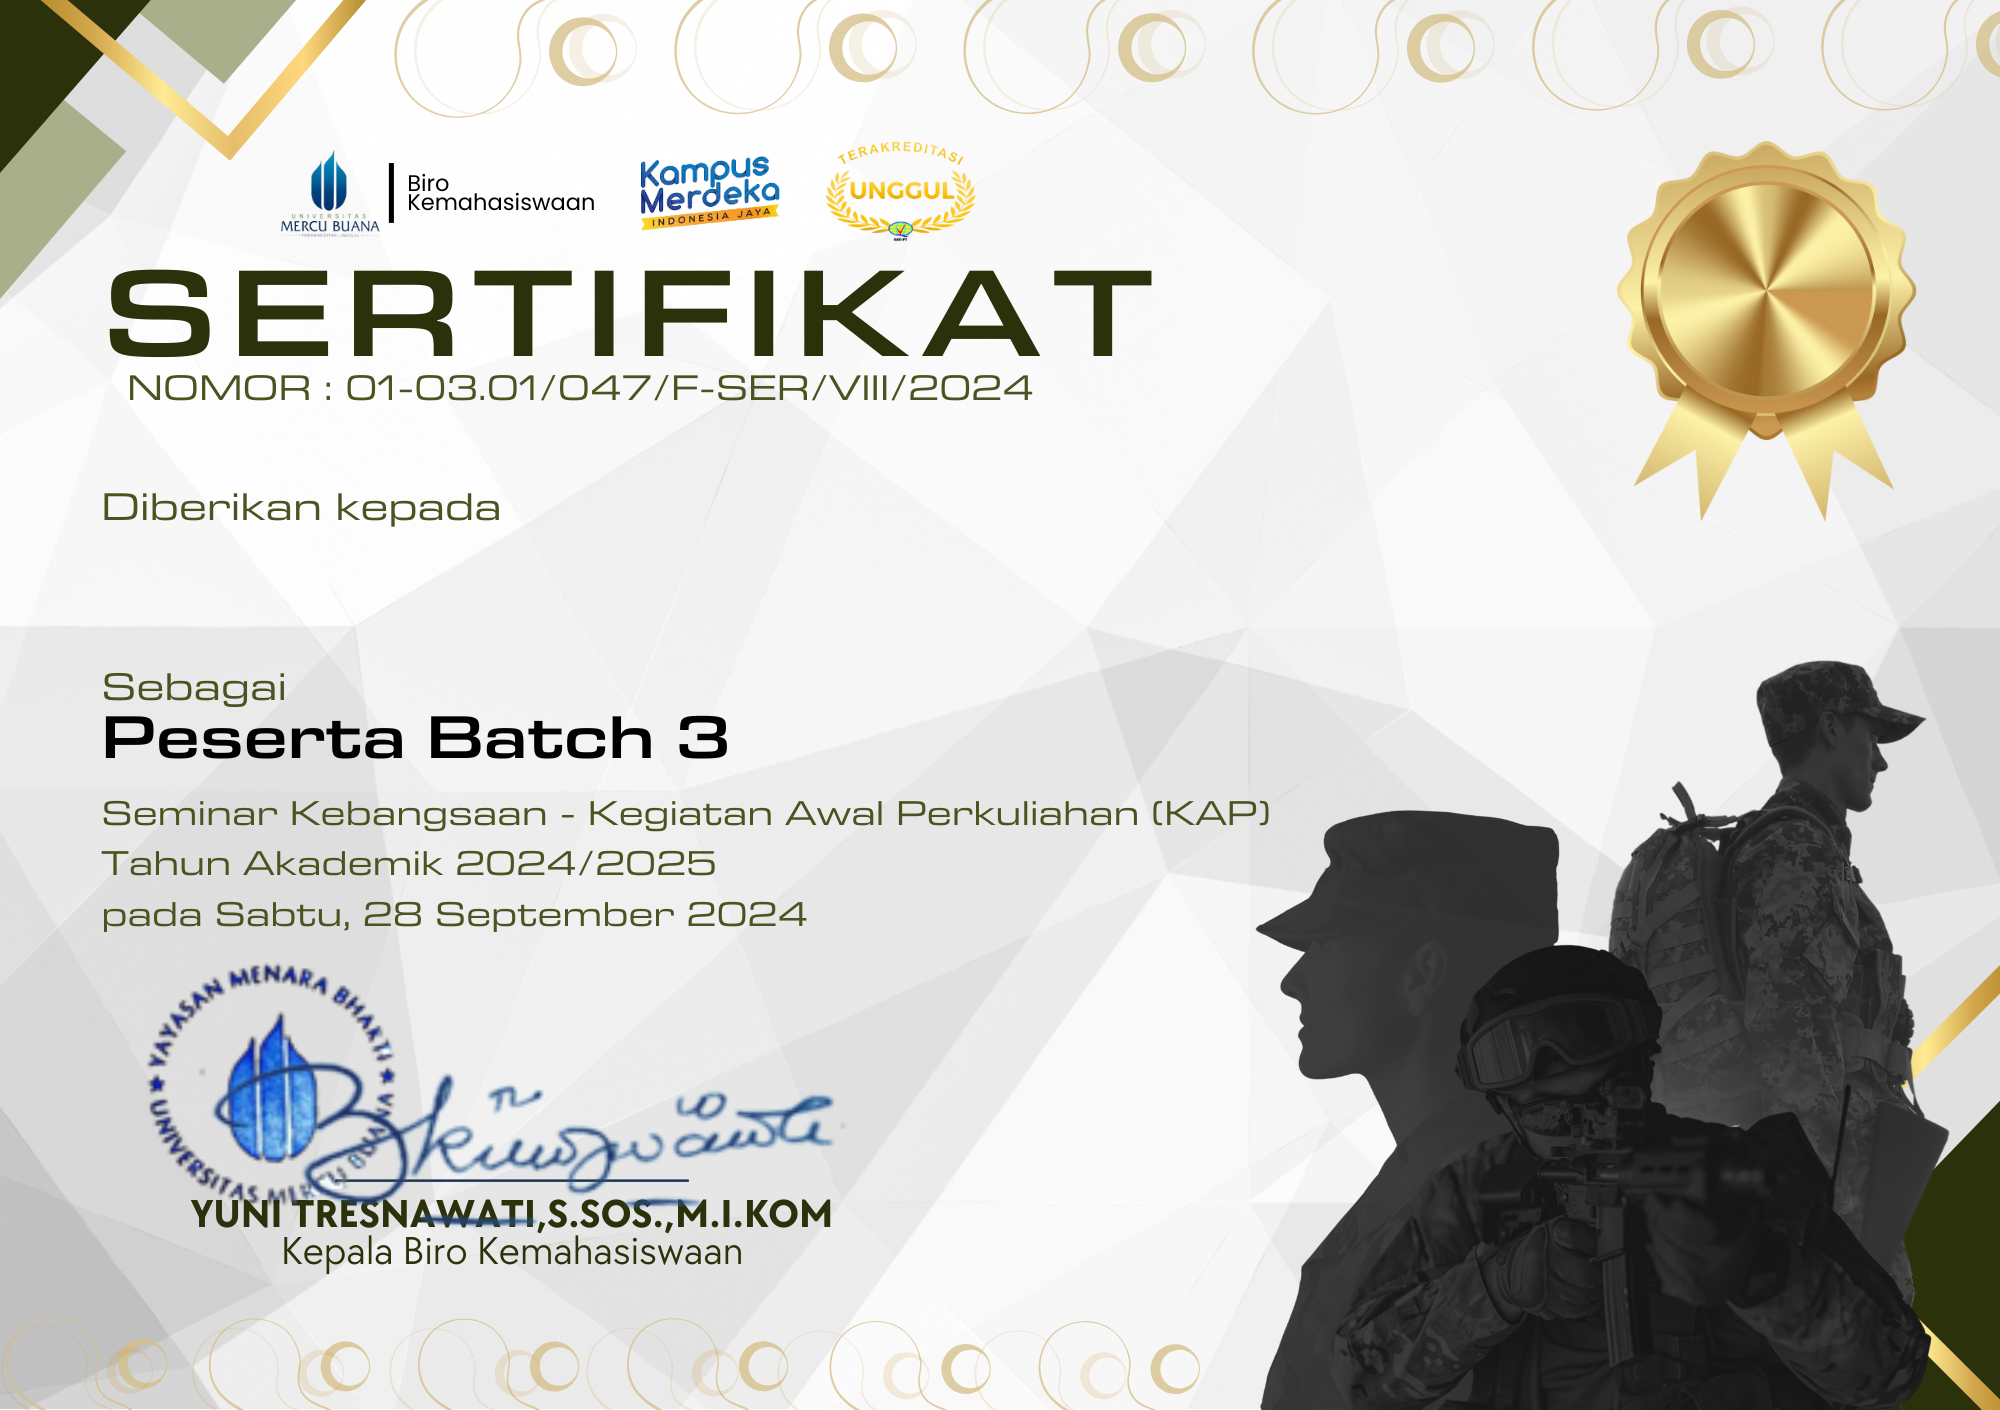 UNIVERSITAS
MERCU BUANA
TERAKREDITASI UNGGUL
Biro
Kemahasiswaan
Kampus
Merdeka
INDONESIA JAYA
TERAKREDITASI
UNGGUL
SERTIFIKAT
NOMOR : 01-03.01/047/F-SER/VIII/2024
Diberikan kepada
Sebagai
Peserta Batch 3
Seminar Kebangsaan - Kegiatan Awal Perkuliahan (KAP)
Tahun Akademik 2024/2025
pada Sabtu, 28 September 2024
YAYASAN MENARA BHAKTI
UNIVERSITAS MERCU BUANA
YUNI TRESNAWATI,S.SOS.,M.I.KOM
Kepala Biro Kemahasiswaan